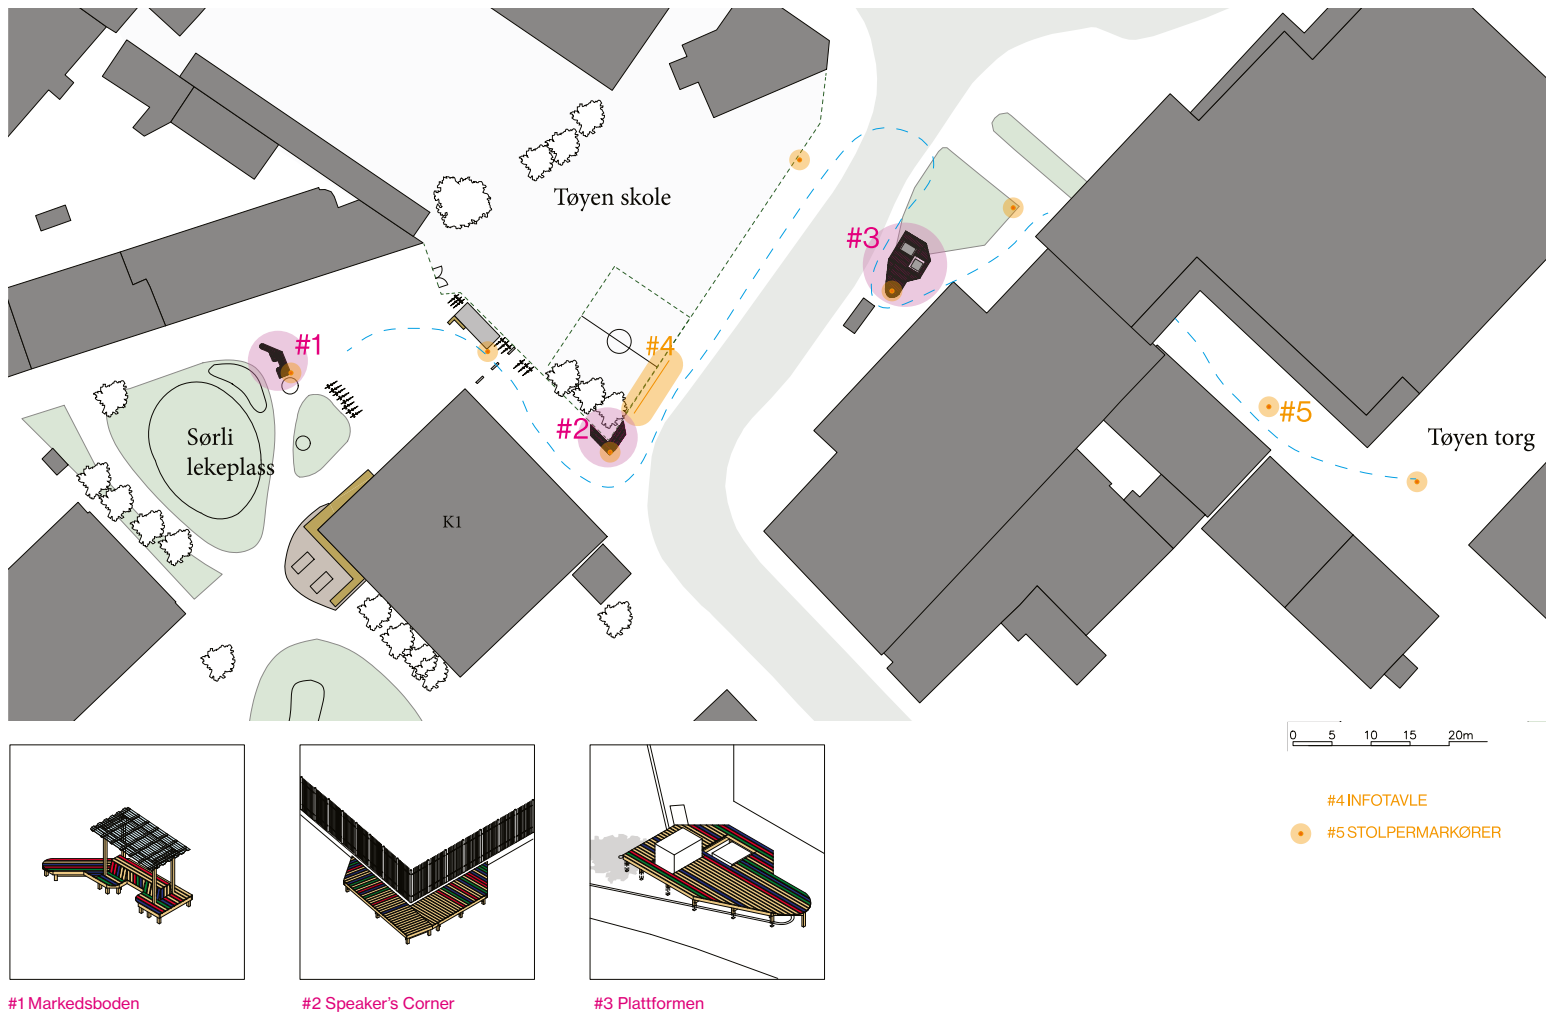 Tøyen skole
#3
#1
#4
#2
#5
Sørli
lekeplass
Tøyen torg
K1
0 5 10 15 20m
#4 INFOTAVLE
#5 STOLPERMARKØRER
#1 Markedsboden
#2 Speaker's Corner
#3 Plattformen